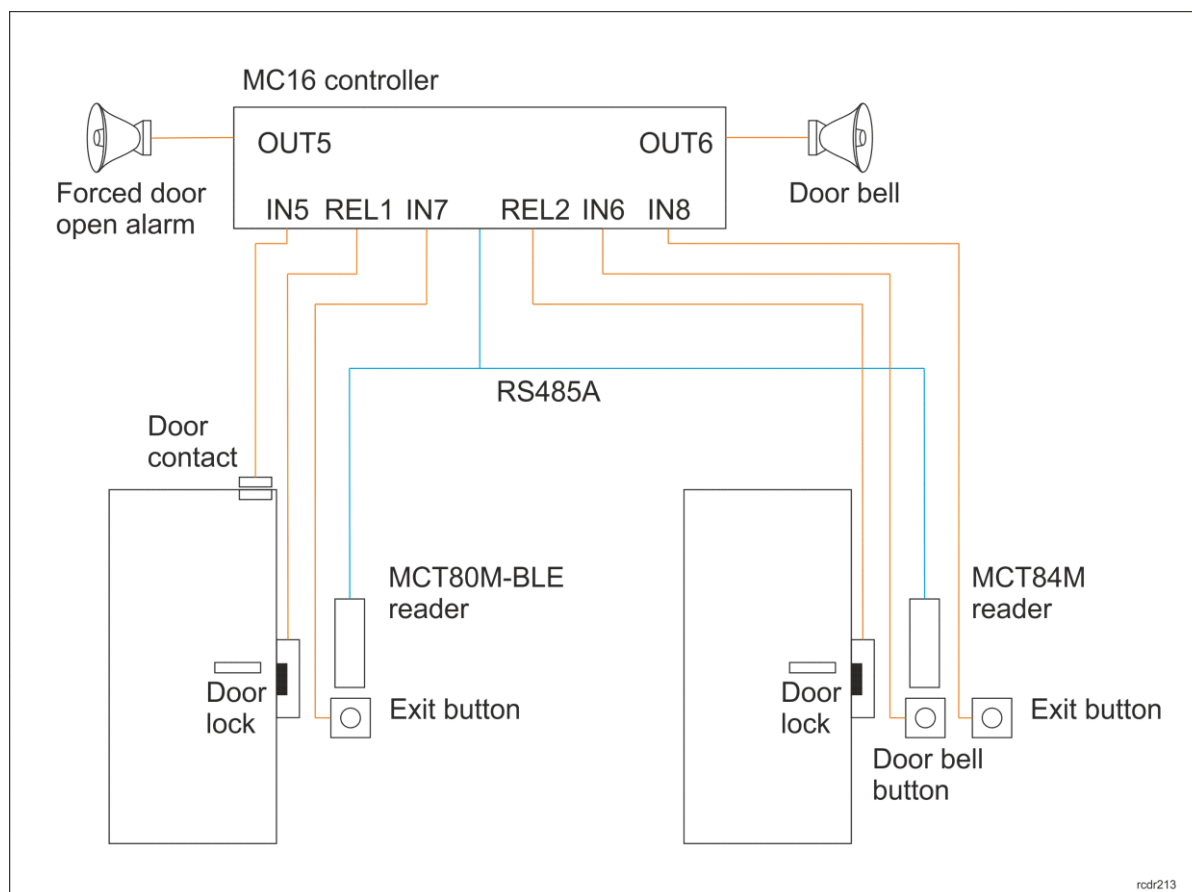 MC16 controller
OUT5
OUT6
Forced door
open alarm
Door bell
IN5 REL1 IN7 REL2 IN6 IN8
RS485A
Door
contact
MCT80M-BLE
reader
MCT84M
reader
Door
lock
Exit button
Door
lock
Exit button
Door bell
button
rcdr213